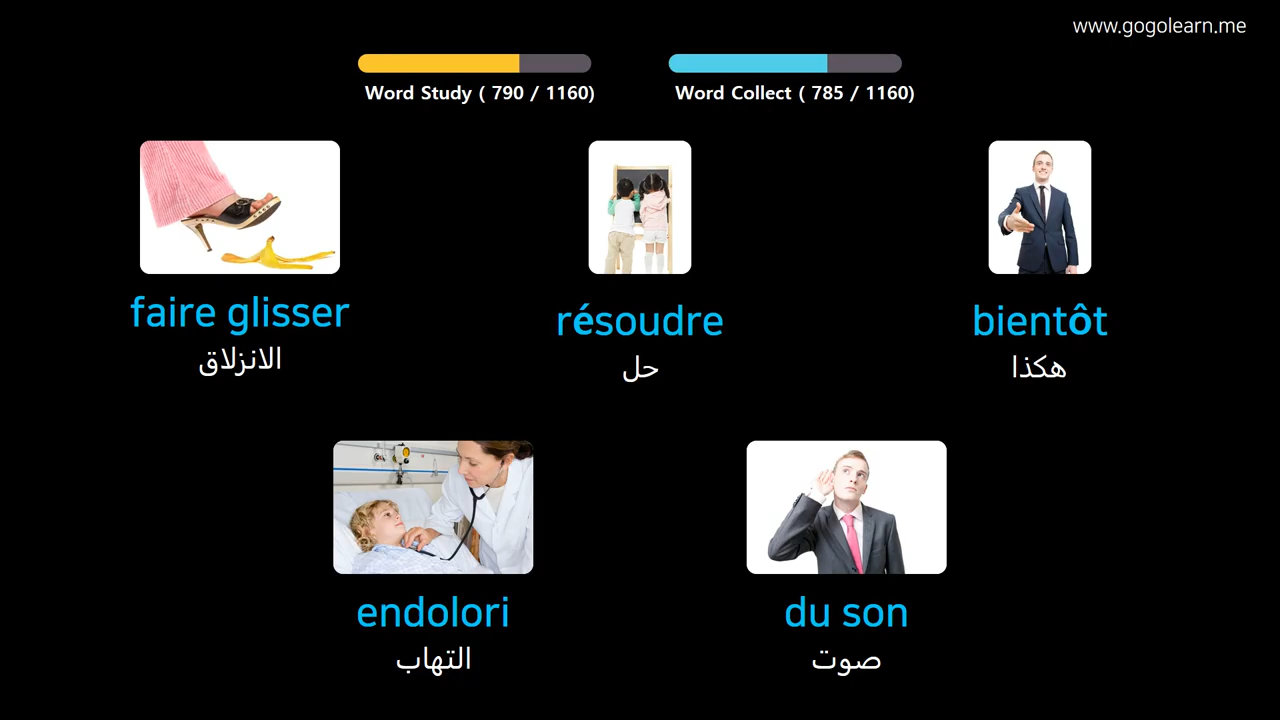 www.gogolearn.me
Word Study ( 790 / 1160)
Word Collect ( 785 / 1160)
faire glisser
الانزلاق
résoudre
حل
bientôt
هكذا
endolori
التهاب
du son
صوت